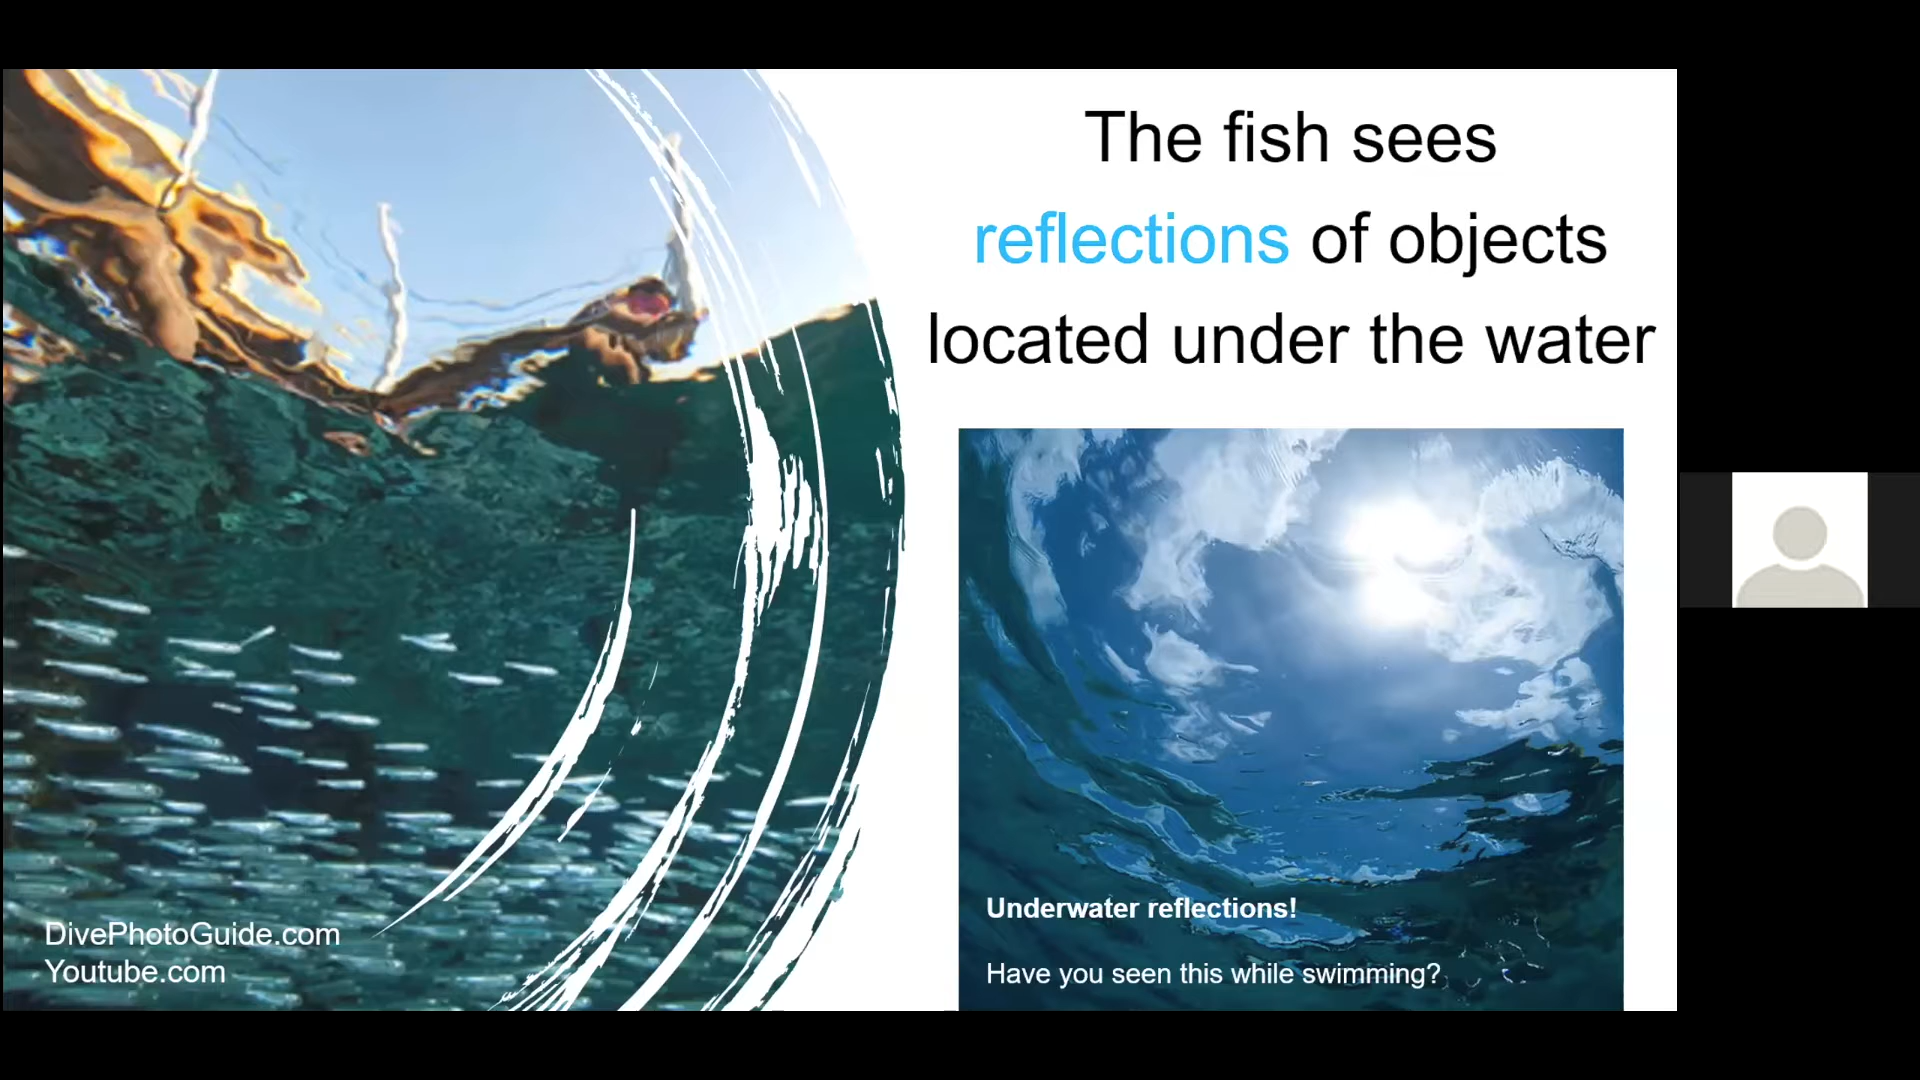 The fish sees
reflections of objects
located under the water
Underwater reflections!
Have you seen this while swimming?
DivePhotoGuide.com
Youtube.com